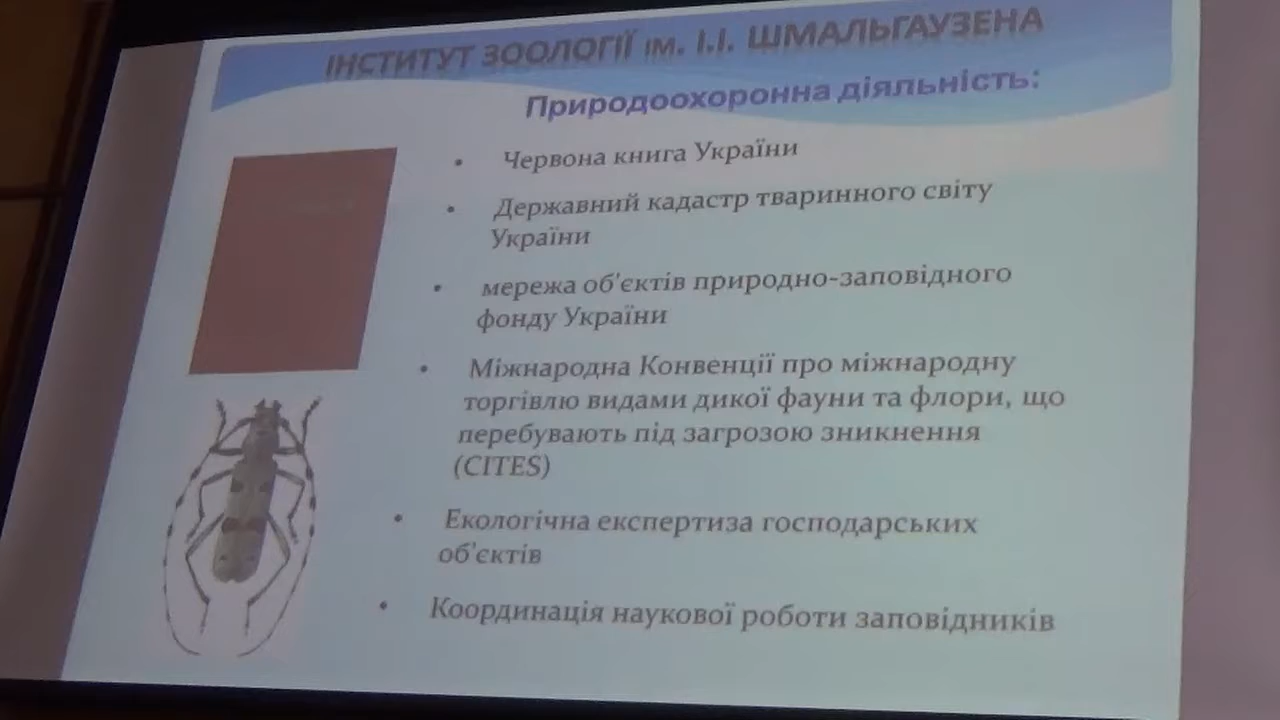 ІНСТИТУТ ЗООЛОГІЇ ІМ. І.І. ШМАЛЬГАУЗЕНА
Природоохоронна діяльність:
• Червона книга України
• Державний кадастр тваринного світу
України
• мережа об'єктів природно-заповідного
фонду України
• Міжнародна Конвенції про міжнародну
торгівлю видами дикої фауни та флори, що
перебувають під загрозою зникнення
(CITES)
• Екологічна експертиза господарських
об'єктів
• Координація наукової роботи заповідників